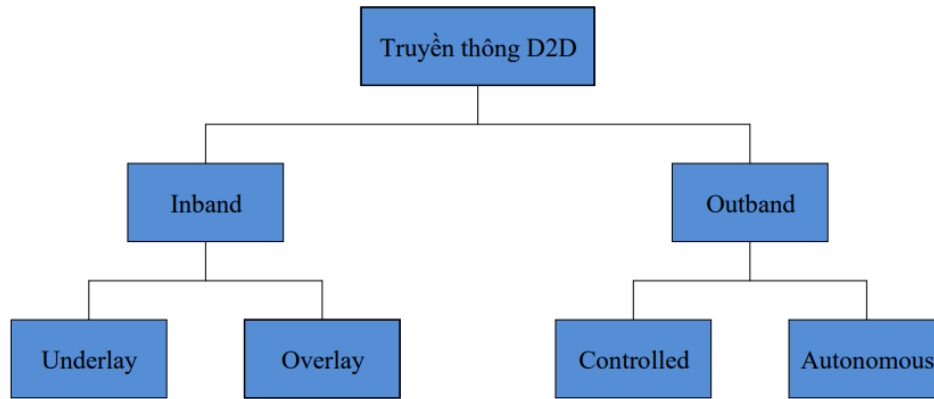 Truyền thông D2D
Inband
Outband
Underlay
Overlay
Controlled
Autonomous